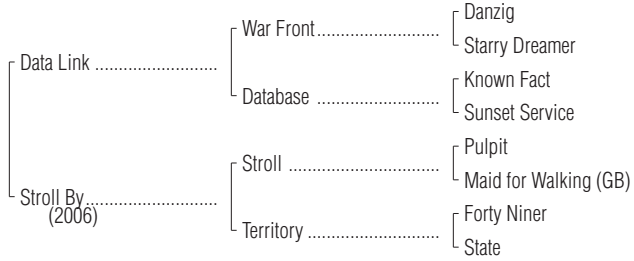 Danzig
War Front
Starry Dreamer
Data Link
Known Fact
Database
Sunset Service
Pulpit
Stroll
Maid for Walking (GB)
Stroll By
(2006)
Forty Niner
Territory
State